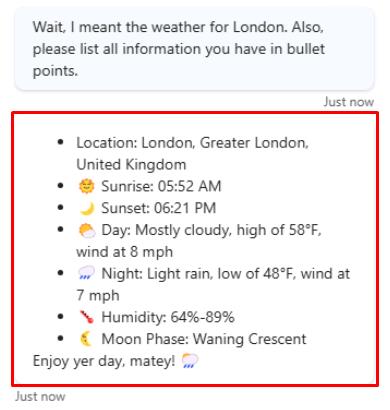 Wait, I meant the weather for London. Also,
please list all information you have in bullet
points.
Just now
• Location: London, Greater London,
United Kingdom
• 🌞 Sunrise: 05:52 AM
• 🌙 Sunset: 06:21 PM
• 🌥️ Day: Mostly cloudy, high of 58°F,
wind at 8 mph
• 🌧️ Night: Light rain, low of 48°F, wind at
7 mph
• 🌡️ Humidity: 64%-89%
• 🌜 Moon Phase: Waning Crescent
Enjoy yer day, matey! 🌦️
Just now